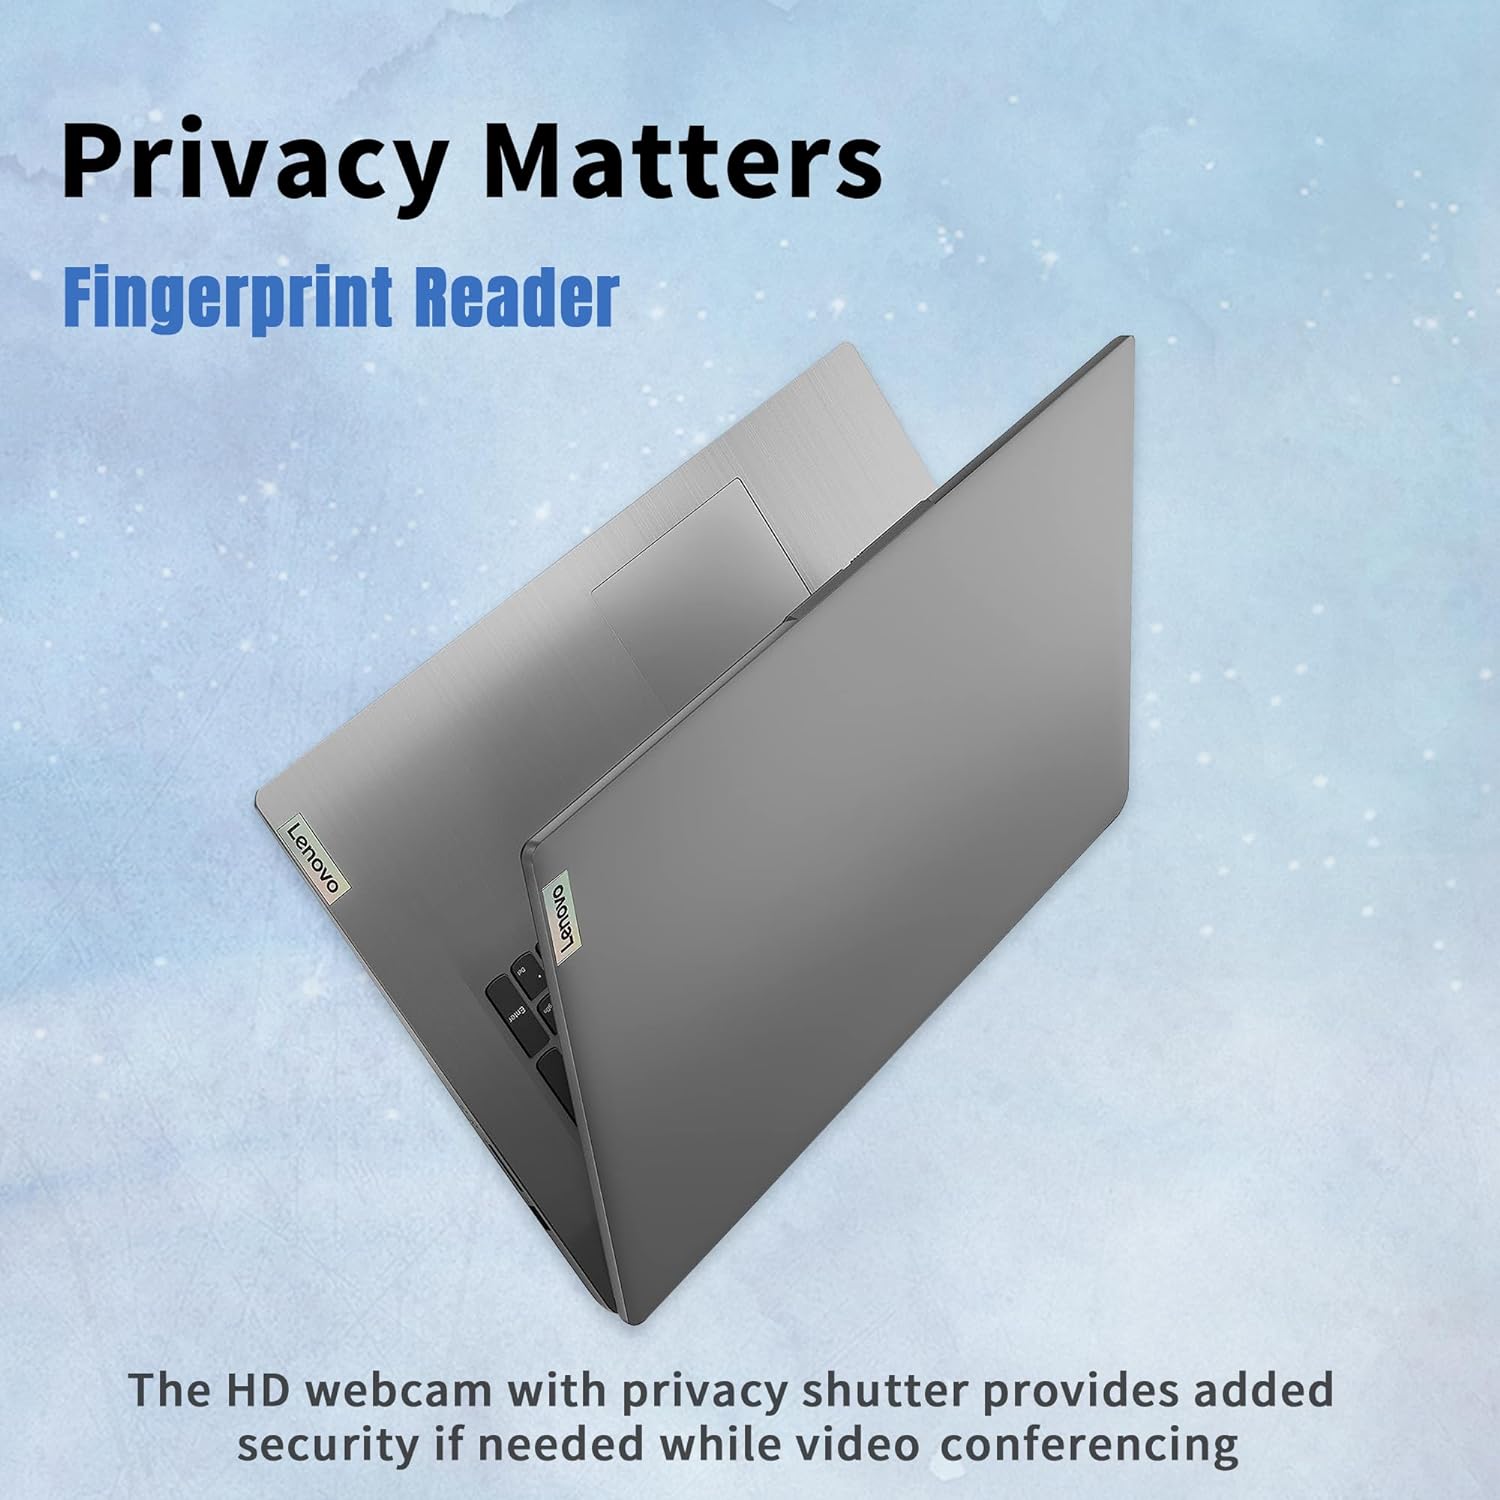 Privacy Matters
Fingerprint Reader
Lenovo
Lenovo
Del
Enter
The HD webcam with privacy shutter provides added
security if needed while video conferencing